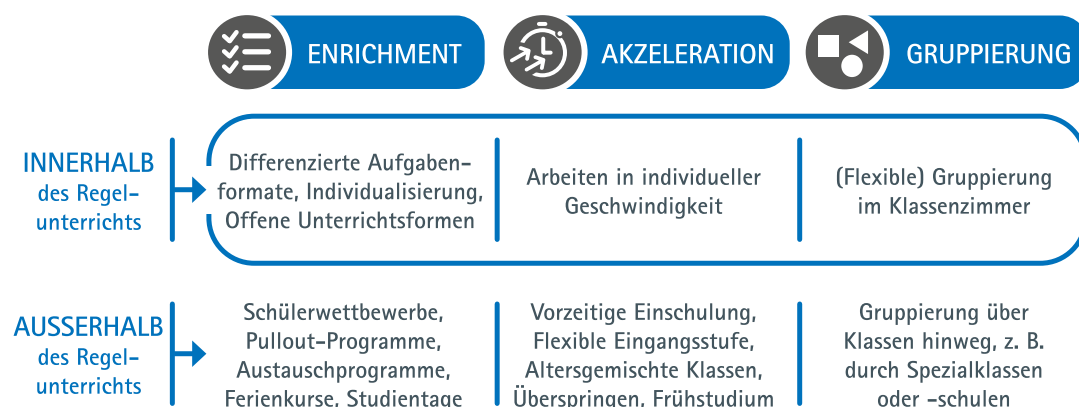 ENRICHMENT
AKZELERATION
GRUPPIERUNG
INNERHALB
des Regel-
unterrichts
Differenzierte Aufgaben-
formate, Individualisierung,
Offene Unterrichtsformen
Arbeiten in individueller
Geschwindigkeit
(Flexible) Gruppierung
im Klassenzimmer
AUSSERHALB
des Regel-
unterrichts
Schülerwettbewerbe,
Pullout-Programme,
Austauschprogramme,
Ferienkurse, Studientage
Vorzeitige Einschulung,
Flexible Eingangsstufe,
Altersgemischte Klassen,
Überspringen, Frühstudium
Gruppierung über
Klassen hinweg, z. B.
durch Spezialklassen
oder -schulen